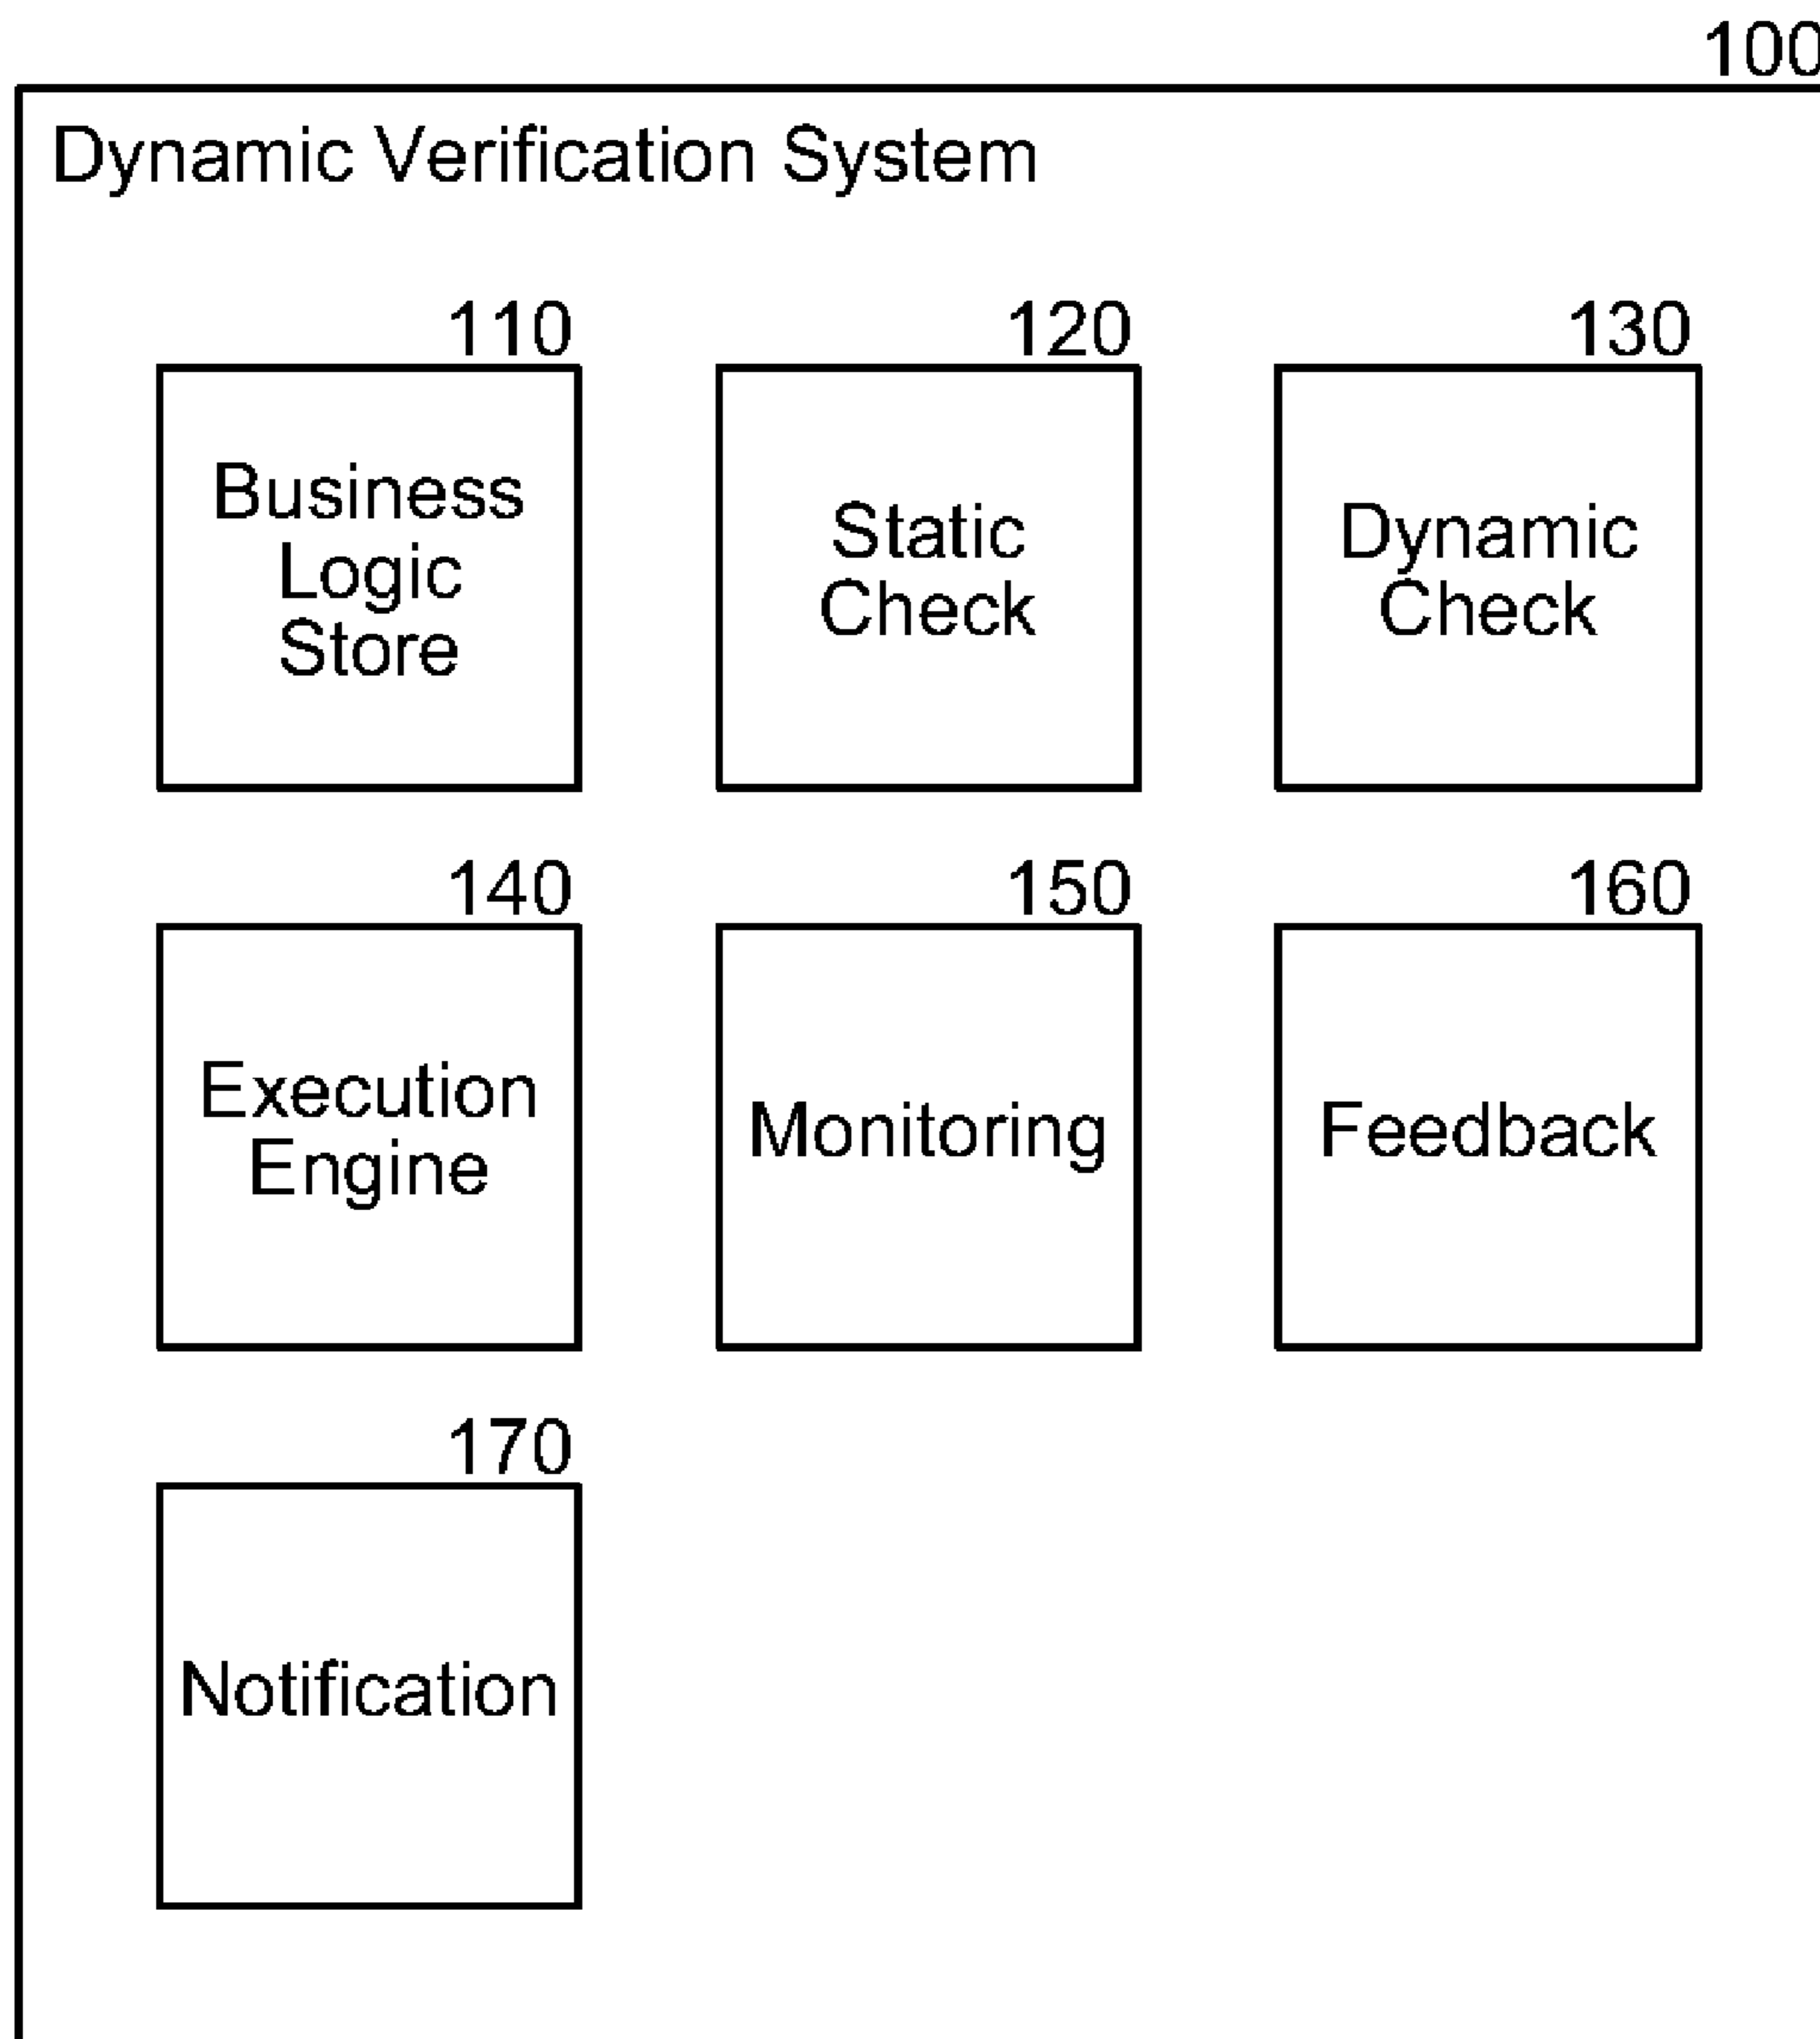 100
Dynamic Verification System
110
120
130
Business
Logic
Store
Static
Check
Dynamic
Check
140
150
160
Execution
Engine
Monitoring
Feedback
170
Notification